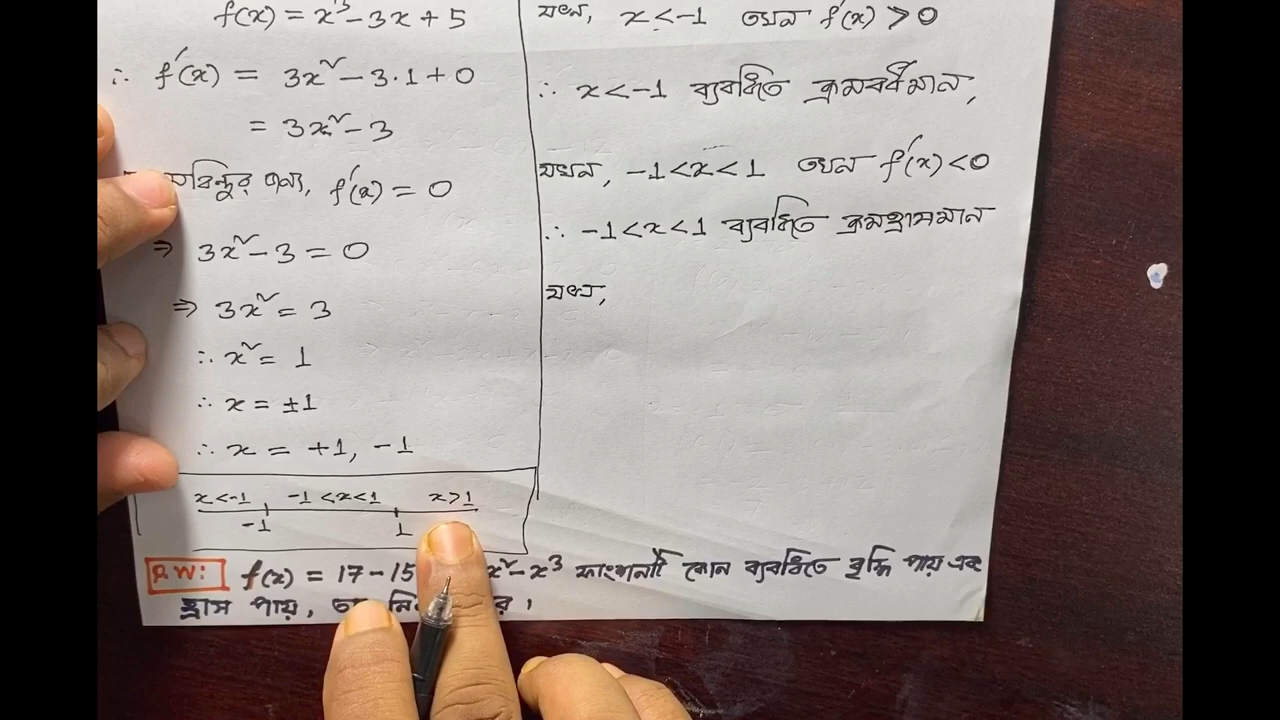 f(x) = x³ - 3x + 5
∴ f′(x) = 3x² - 3·1 + 0
= 3x² - 3
জন্য, f′(x) = 0
⇒ 3x² - 3 = 0
⇒ 3x² = 3
∴ x² = 1
∴ x = ±1
∴ x = +1, -1
x < -1 -1 < x < 1 x > 1
-1 1
যখন, x < -1 তখন f′(x) > 0
∴ x < -1 ব্যবধিতে ক্রমবর্ধমান,
যখন, -1 < x < 1 তখন f′(x) < 0
∴ -1 < x < 1 ব্যবধিতে ক্রমহ্রাসমান
যখন,
H.W: f(x) = 17 - 15 x² - x³ ফাংশনটি কোন ব্যবধিতে বৃদ্ধি পায় এবং
হ্রাস পায়,